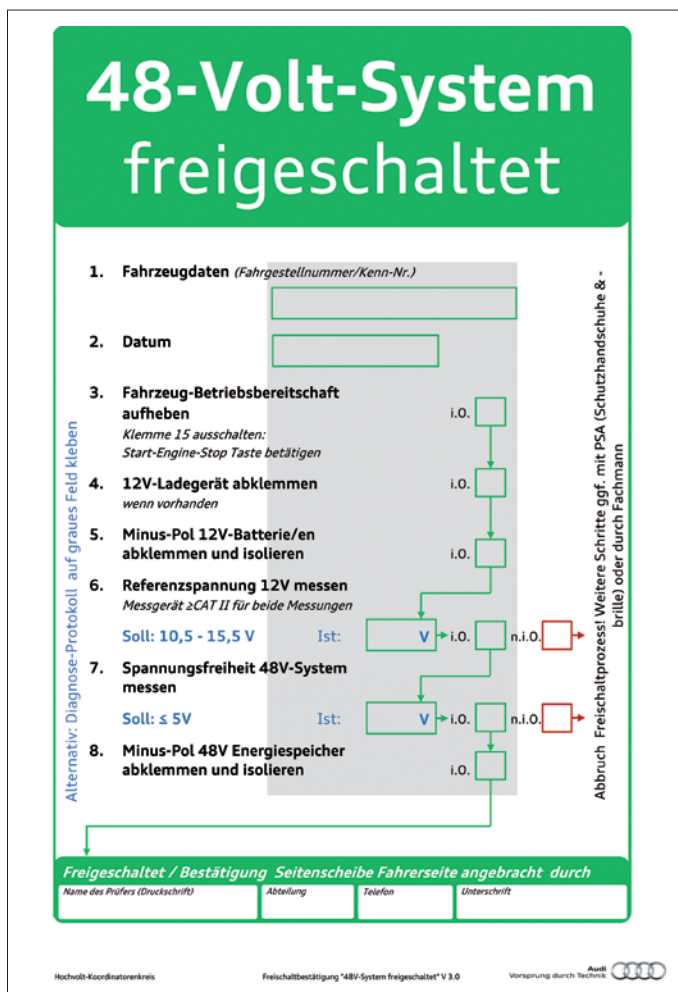 48-Volt-System
freigeschaltet
1. Fahrzeugdaten (Fahrgestellnummer/Kenn-Nr.)
2. Datum
3. Fahrzeug-Betriebsbereitschaft
aufheben
i.O.
Klemme 15 ausschalten:
Start-Engine-Stop Taste betätigen
4. 12V-Ladegerät abklemmen
i.O.
wenn vorhanden
5. Minus-Pol 12V-Batterie/en
abklemmen und isolieren
i.O.
6. Referenzspannung 12V messen
Messgerät ≥CAT II für beide Messungen
Soll: 10,5 - 15,5 V Ist: V i.O. n.i.O.
7. Spannungsfreiheit 48V-System
messen
Soll: ≤ 5V Ist: V i.O. n.i.O.
8. Minus-Pol 48V Energiespeicher
abklemmen und isolieren
i.O.
Alternativ: Diagnose-Protokoll auf graues Feld kleben
Abbruch Freischaltprozess! Weitere Schritte ggf. mit PSA (Schutzhandschuhe & -
brille) oder durch Fachmann
Freigeschaltet / Bestätigung Seitenscheibe Fahrerseite angebracht durch
Name des Prüfers (Druckschrift) Abteilung Telefon Unterschrift
Hochvolt-Koordinatorenkreis Freischaltbestätigung "48V-System freigeschaltet" V 3.0
Audi
Vorsprung durch Technik